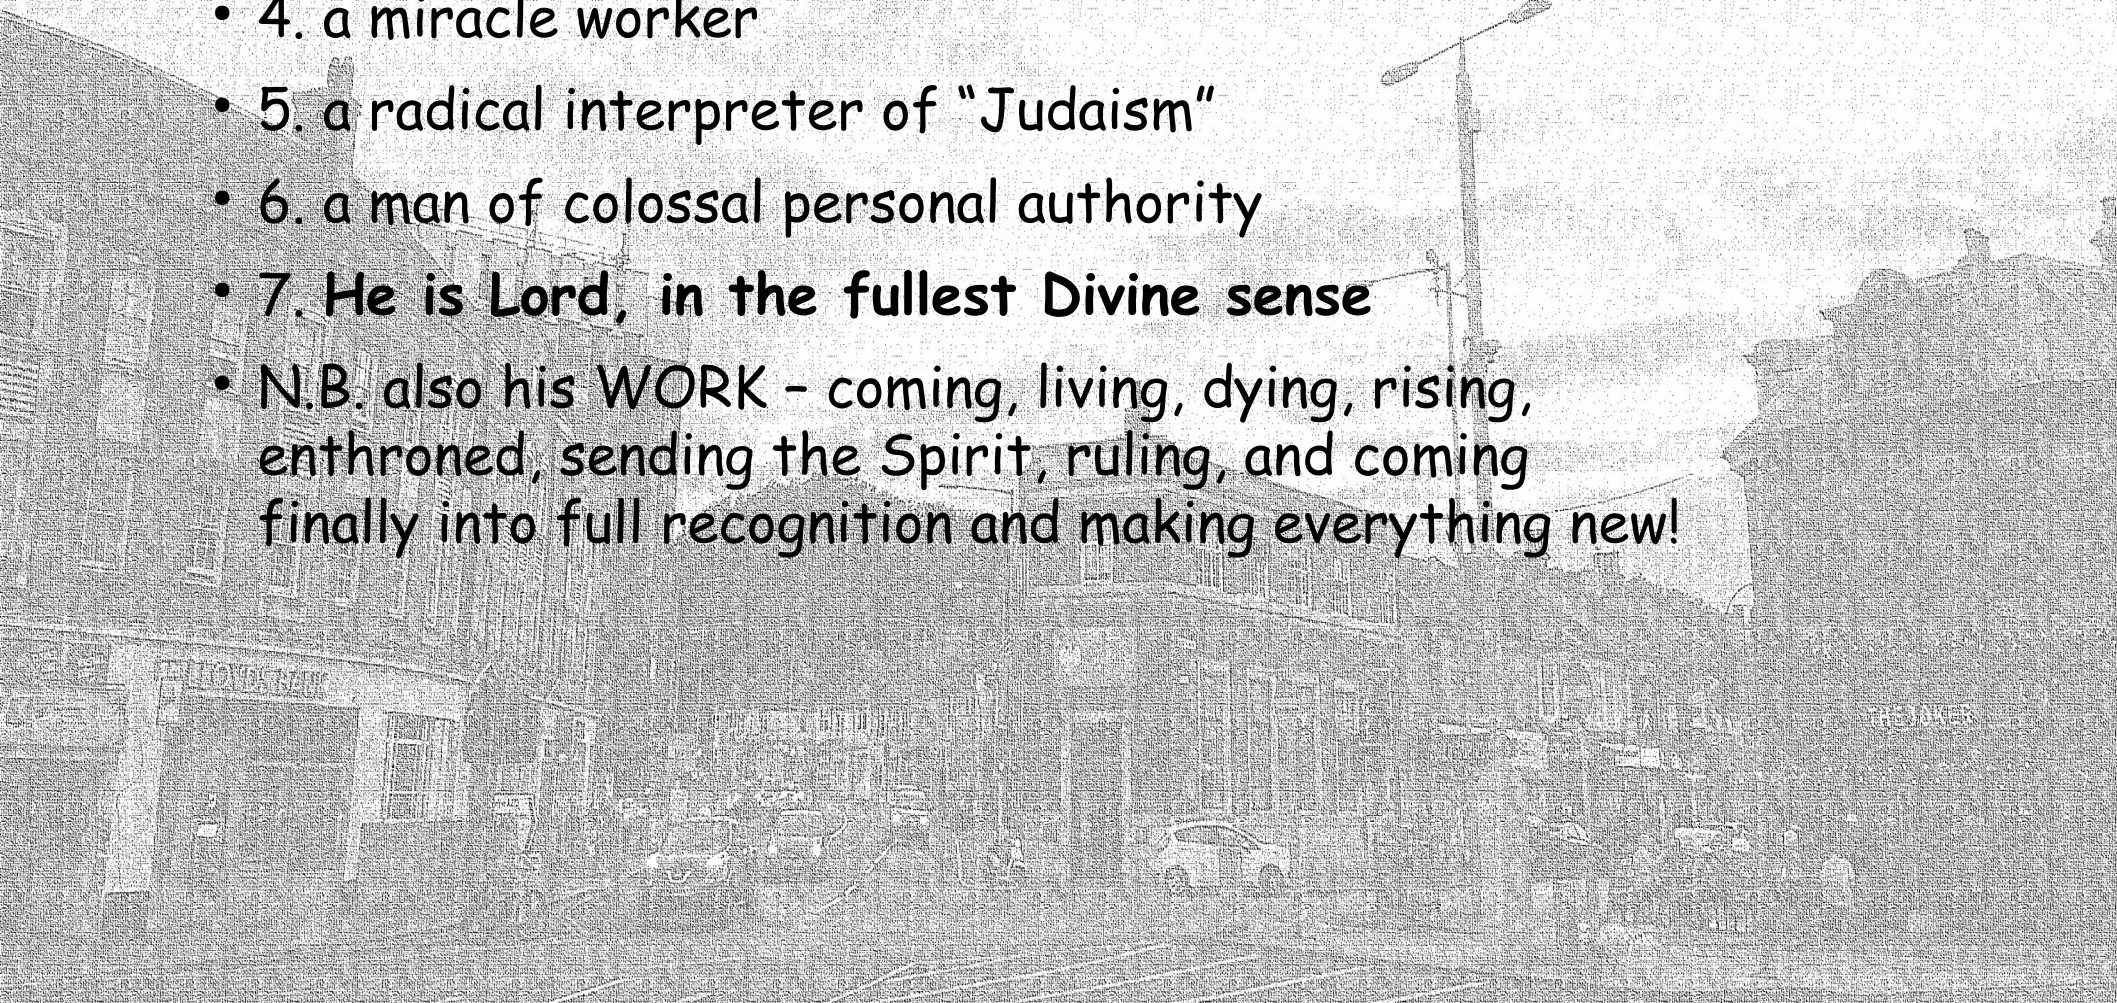 • 4. a miracle worker
• 5. a radical interpreter of “Judaism”
• 6. a man of colossal personal authority
• 7. He is Lord, in the fullest Divine sense
• N.B. also his WORK – coming, living, dying, rising,
enthroned, sending the Spirit, ruling, and coming
finally into full recognition and making everything new!
THE TOWER